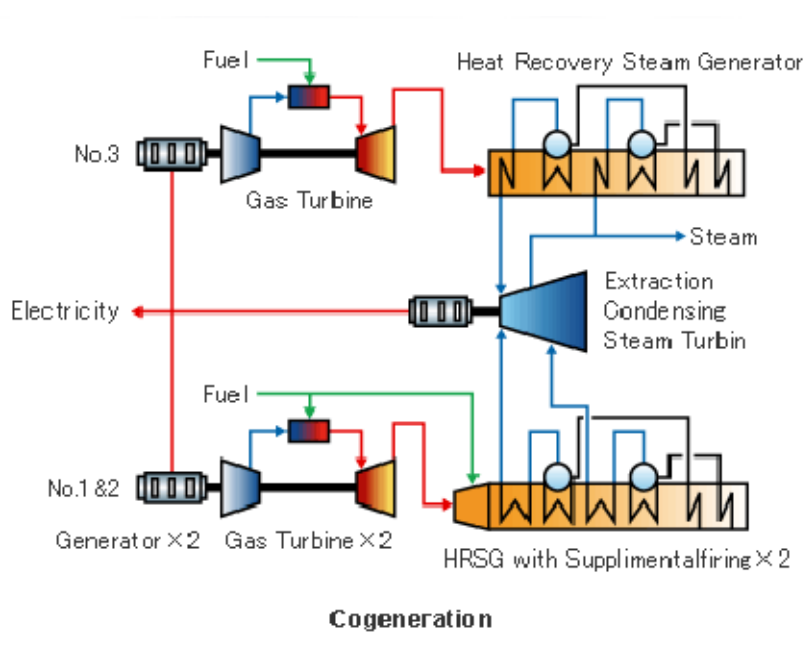 Fuel
Heat Recovery Steam Generator
No.3
Gas Turbine
Steam
Extraction
Condensing
Steam Turbin
Electricity
Fuel
No.1&2
Generator×2
Gas Turbine×2
HRSG with Supplimentalfiring×2
Cogeneration